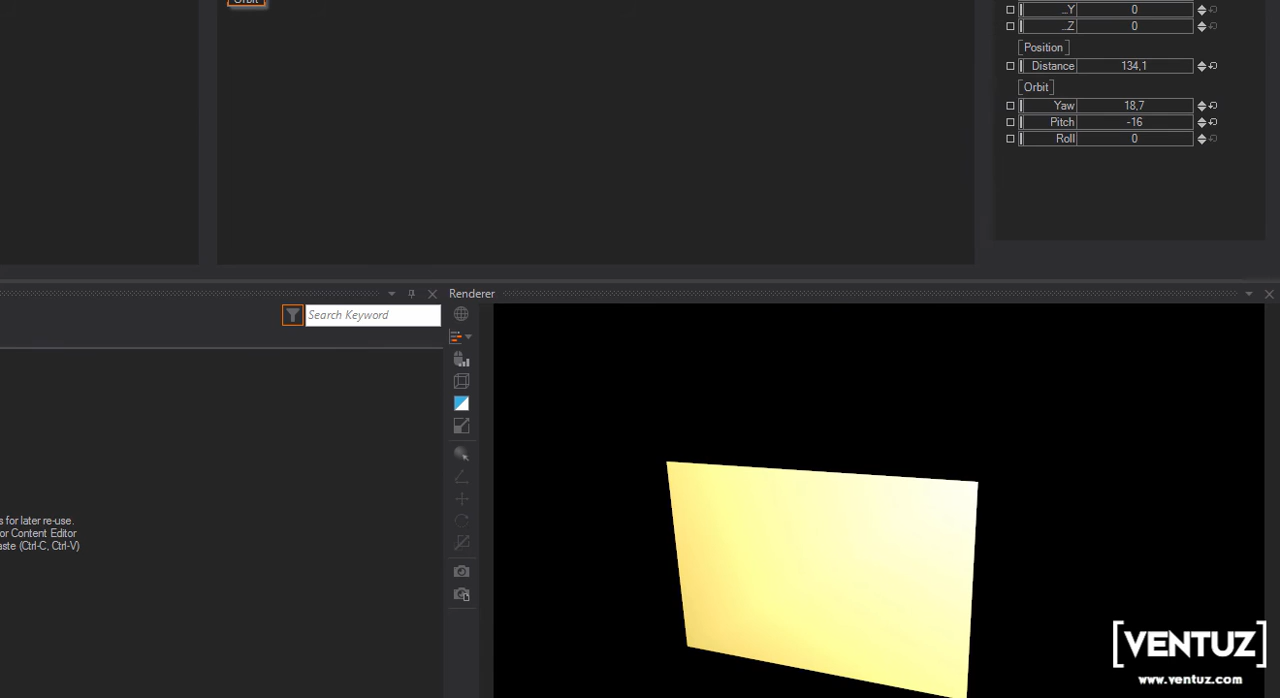 Orbit
...Y 0
...Z 0
Position
Distance 134,1
Orbit
Yaw 18,7
Pitch -16
Roll 0
Search Keyword
Renderer
s for later re-use.
or Content Editor
aste (Ctrl-C, Ctrl-V)
[VENTUZ]
www.ventuz.com